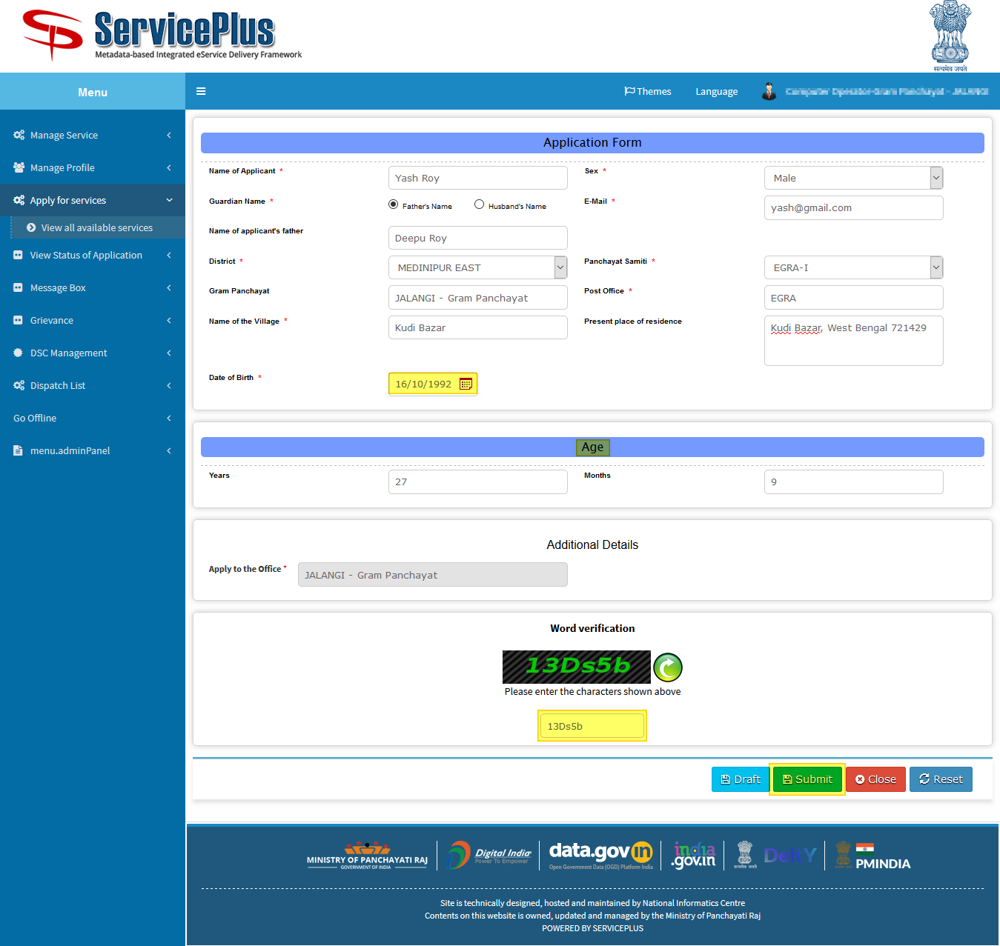 ServicePlus
Metadata-based Integrated eService Delivery Framework
सत्यमेव जयते
Menu
Themes
Language
Computer Operator-Gram Panchayat - JALANGI
Manage Service
Manage Profile
Apply for services
View all available services
View Status of Application
Message Box
Grievance
DSC Management
Dispatch List
Go Offline
menu.adminPanel
Application Form
Name of Applicant *
Yash Roy
Sex *
Male
Guardian Name *
Father's Name
Husband's Name
E-Mail *
yash@gmail.com
Name of applicant's father
Deepu Roy
District *
MEDINIPUR EAST
Panchayat Samiti *
EGRA-I
Gram Panchayat
JALANGI - Gram Panchayat
Post Office *
EGRA
Name of the Village *
Kudi Bazar
Present place of residence
Kudi Bazar, West Bengal 721429
Date of Birth *
16/10/1992
Age
Years
27
Months
9
Additional Details
Apply to the Office *
JALANGI - Gram Panchayat
Word verification
13Ds5b
Please enter the characters shown above
13Ds5b
Draft
Submit
Close
Reset
MINISTRY OF PANCHAYATI RAJ
GOVERNMENT OF INDIA
Digital India
Power To Empower
data.gov in
Open Government Data (OGD) Platform India
india
.gov.in
सत्यमेव जयते
DeitY
PMINDIA
Site is technically designed, hosted and maintained by National Informatics Centre
Contents on this website is owned, updated and managed by the Ministry of Panchayati Raj
POWERED BY SERVICEPLUS